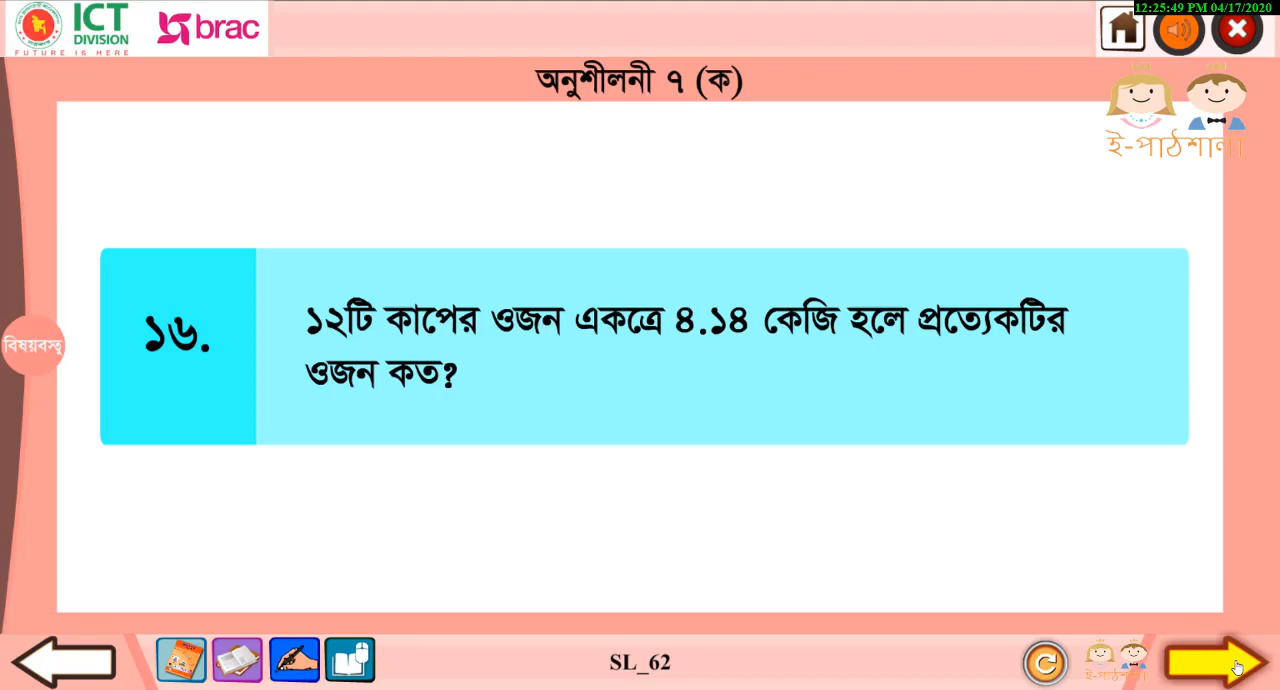 12:25:49 PM 04/17/2020
ICT
DIVISION
FUTURE IS HERE
brac
অনুশীলনী ৭ (ক)
ই-পাঠশালা
১৬.
১২টি কাপের ওজন একত্রে ৪.১৪ কেজি হলে প্রত্যেকটির
ওজন কত?
বিষয়বস্তু
SL_62
ই-পাঠশালা